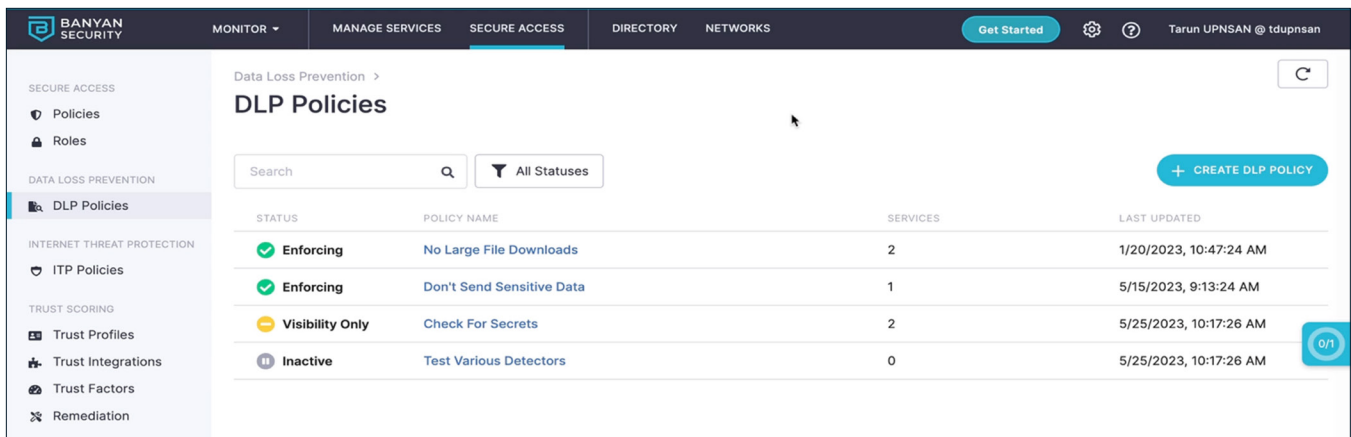 BANYAN SECURITY
MONITOR
MANAGE SERVICES
SECURE ACCESS
DIRECTORY
NETWORKS
Get Started
Tarun UPNSAN @ tdupnsan
SECURE ACCESS
Policies
Roles
DATA LOSS PREVENTION
DLP Policies
INTERNET THREAT PROTECTION
ITP Policies
TRUST SCORING
Trust Profiles
Trust Integrations
Trust Factors
Remediation
Data Loss Prevention >
DLP Policies
Search
All Statuses
+ CREATE DLP POLICY
STATUS POLICY NAME SERVICES LAST UPDATED
Enforcing No Large File Downloads 2 1/20/2023, 10:47:24 AM
Enforcing Don't Send Sensitive Data 1 5/15/2023, 9:13:24 AM
Visibility Only Check For Secrets 2 5/25/2023, 10:17:26 AM
Inactive Test Various Detectors 0 5/25/2023, 10:17:26 AM
0/1